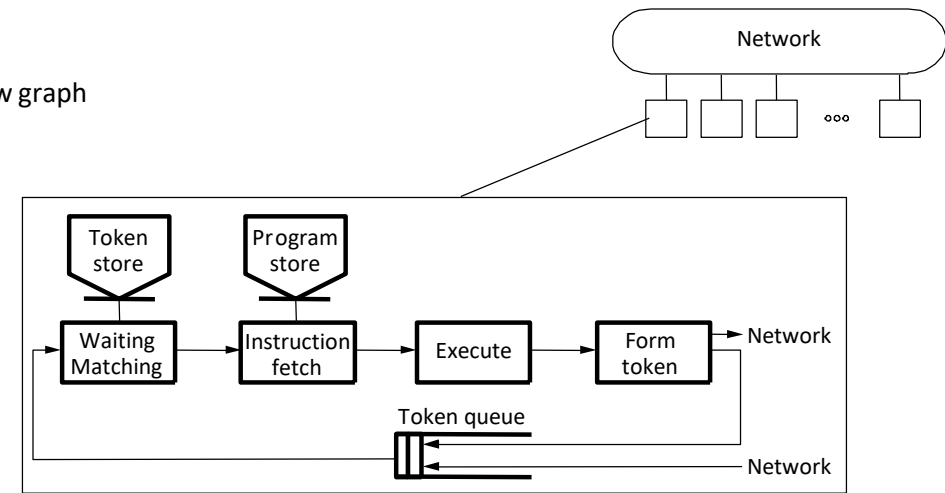 Network
w graph
Token
store
Program
store
Waiting
Matching
Instruction
fetch
Execute
Form
token
Network
Token queue
Network